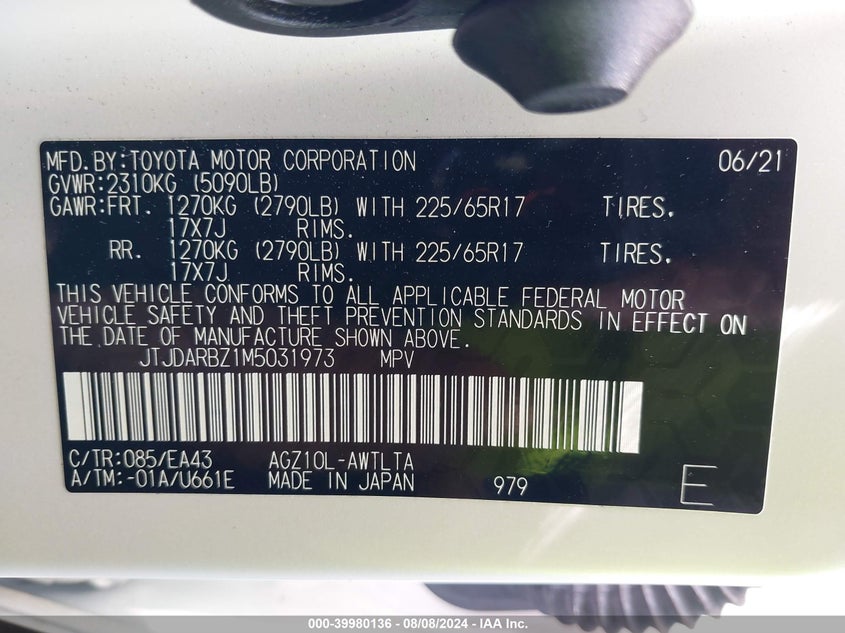 MFD.BY:TOYOTA MOTOR CORPORATION 06/21
GVWR:2310KG (5090LB)
GAWR:FRT. 1270KG (2790LB) WITH 225/65R17 TIRES.
17X7J RIMS.
RR. 1270KG (2790LB) WITH 225/65R17 TIRES.
17X7J RIMS.
THIS VEHICLE CONFORMS TO ALL APPLICABLE FEDERAL MOTOR
VEHICLE SAFETY AND THEFT PREVENTION STANDARDS IN EFFECT ON
THE DATE OF MANUFACTURE SHOWN ABOVE.
JTJDARBZ1M5031973 MPV
C/TR:085/EA43 AGZ10L-AWTLTA
A/TM:-01A/U661E MADE IN JAPAN 979 E
000-39980136 - 08/08/2024 - IAA Inc.